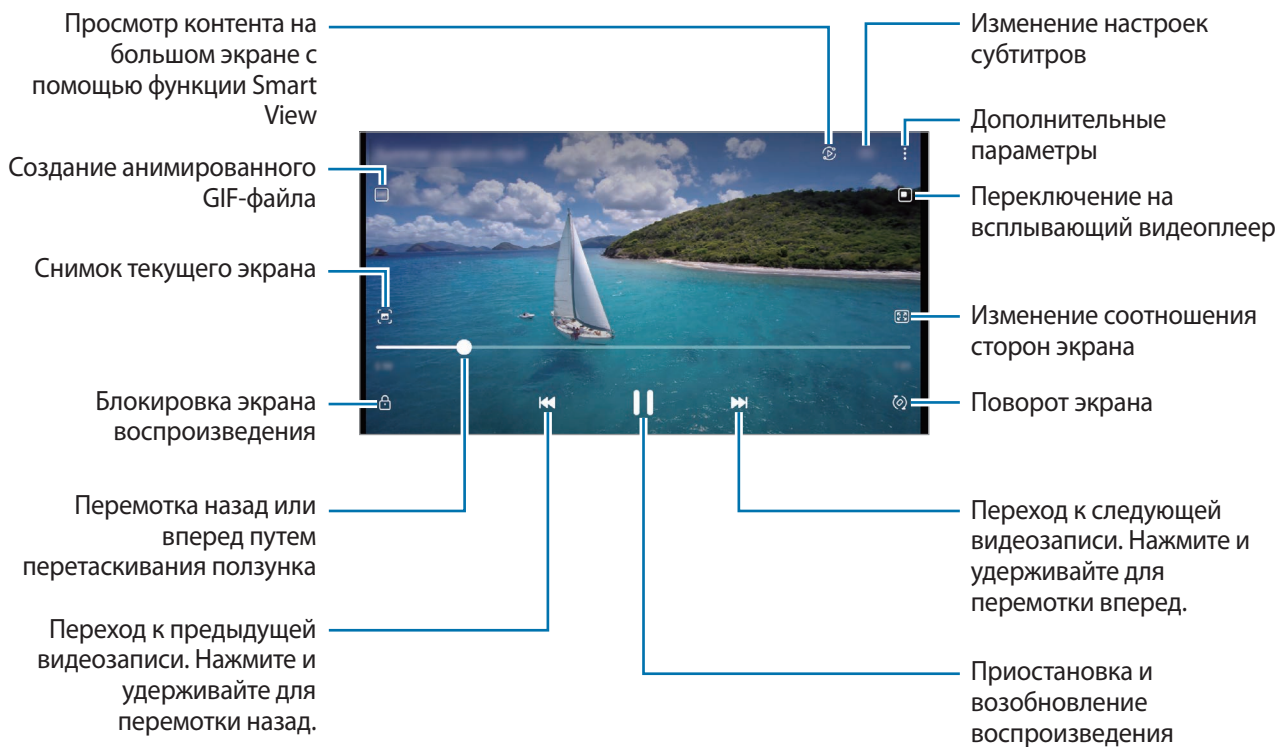 Просмотр контента на
большом экране с
помощью функции Smart
View
Создание анимированного
GIF-файла
Снимок текущего экрана
Блокировка экрана
воспроизведения
Перемотка назад или
вперед путем
перетаскивания ползунка
Переход к предыдущей
видеозаписи. Нажмите и
удерживайте для
перемотки назад.
Изменение настроек
субтитров
Дополнительные
параметры
Переключение на
всплывающий видеоплеер
Изменение соотношения
сторон экрана
Поворот экрана
Переход к следующей
видеозаписи. Нажмите и
удерживайте для
перемотки вперед.
Приостановка и
возобновление
воспроизведения